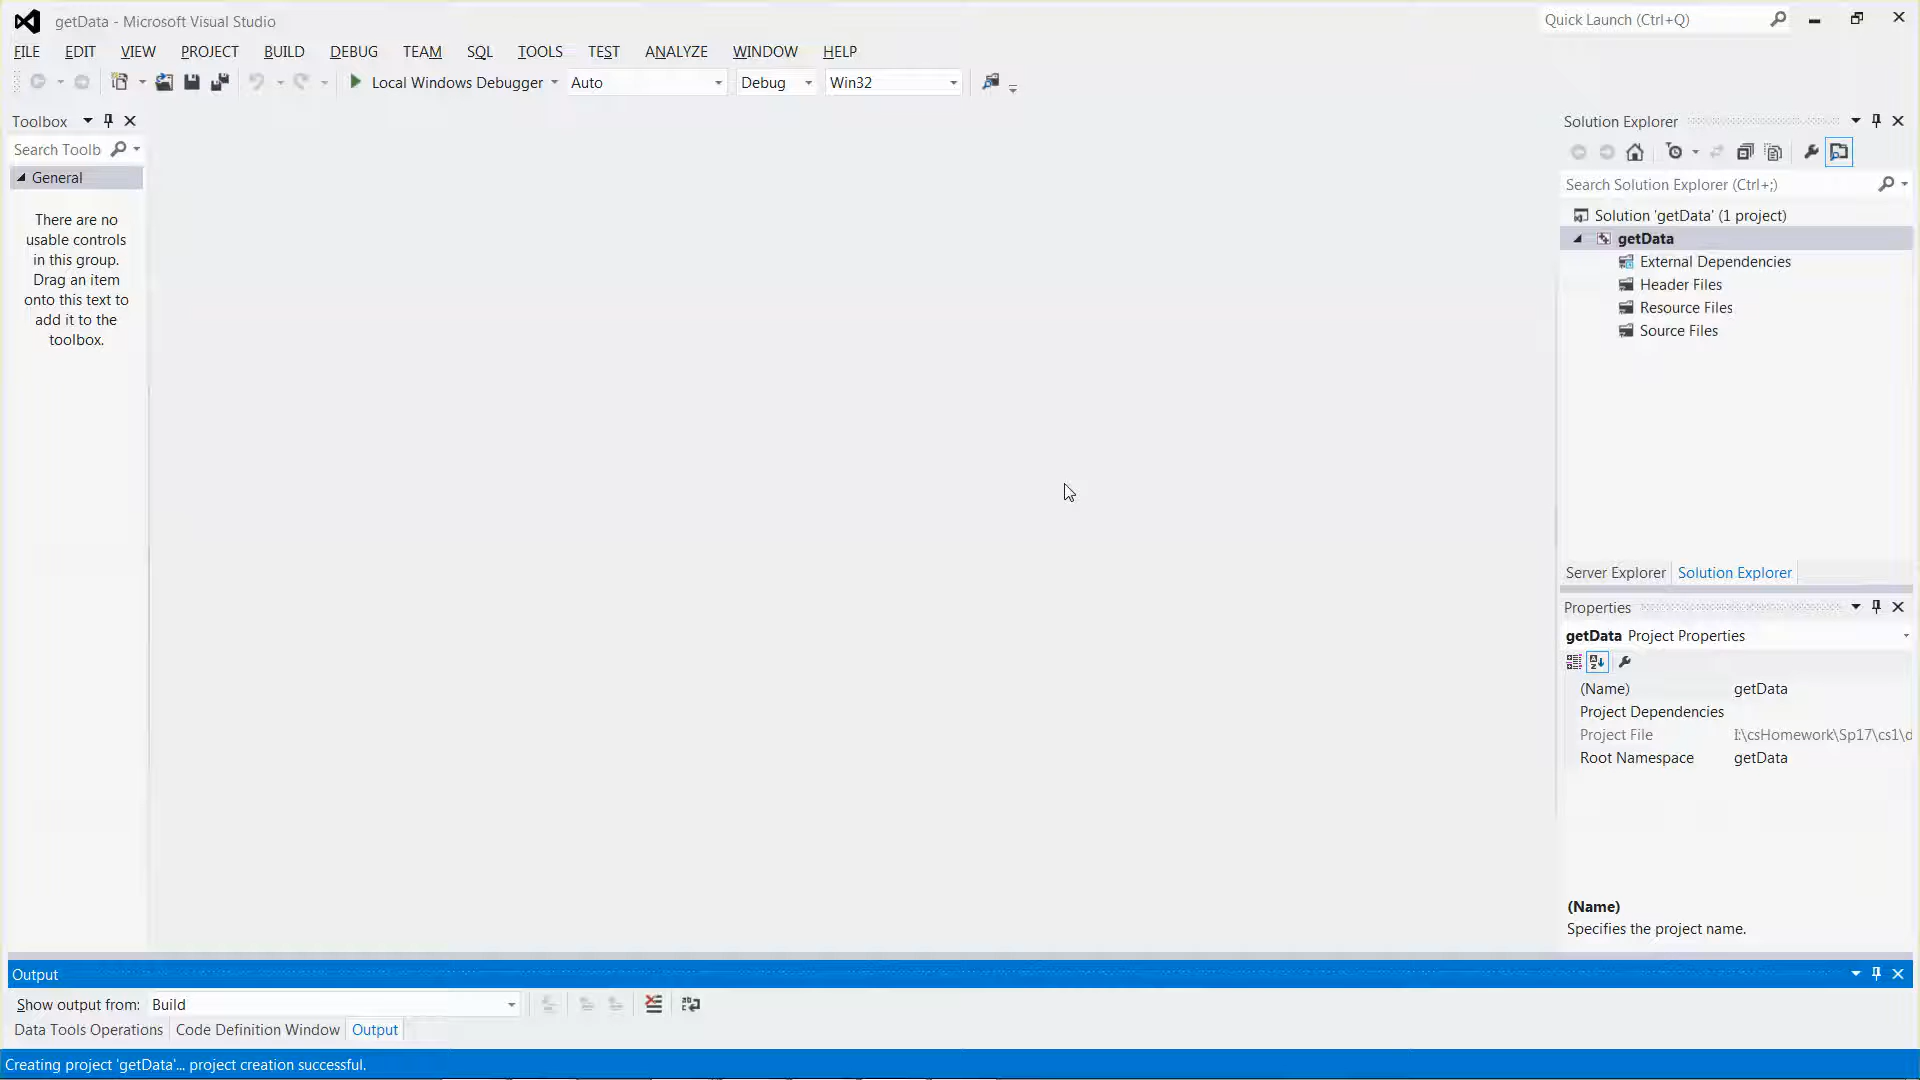 getData - Microsoft Visual Studio
Quick Launch (Ctrl+Q)
FILE EDIT VIEW PROJECT BUILD DEBUG TEAM SQL TOOLS TEST ANALYZE WINDOW HELP
Local Windows Debugger Auto Debug Win32
Toolbox
Search Toolb
General
There are no
usable controls
in this group.
Drag an item
onto this text to
add it to the
toolbox.
Solution Explorer
Search Solution Explorer (Ctrl+;)
Solution 'getData' (1 project)
getData
External Dependencies
Header Files
Resource Files
Source Files
Server Explorer Solution Explorer
Properties
getData Project Properties
(Name) getData
Project Dependencies
Project File I:\csHomework\Sp17\cs1\d
Root Namespace getData
(Name)
Specifies the project name.
Output
Show output from: Build
Data Tools Operations Code Definition Window Output
Creating project 'getData'... project creation successful.